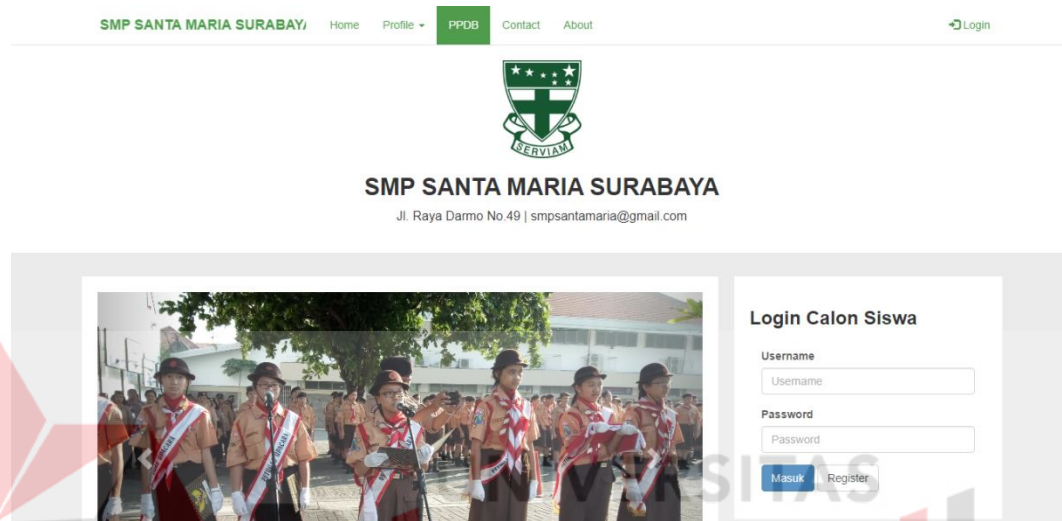 SMP SANTA MARIA SURABAYA Home Profile PPDB Contact About Login
SERVIAM
SMP SANTA MARIA SURABAYA
Jl. Raya Darmo No.49 | smpsantamaria@gmail.com
Login Calon Siswa
Username
Username
Password
Password
Masuk Register
UNIVERSITAS